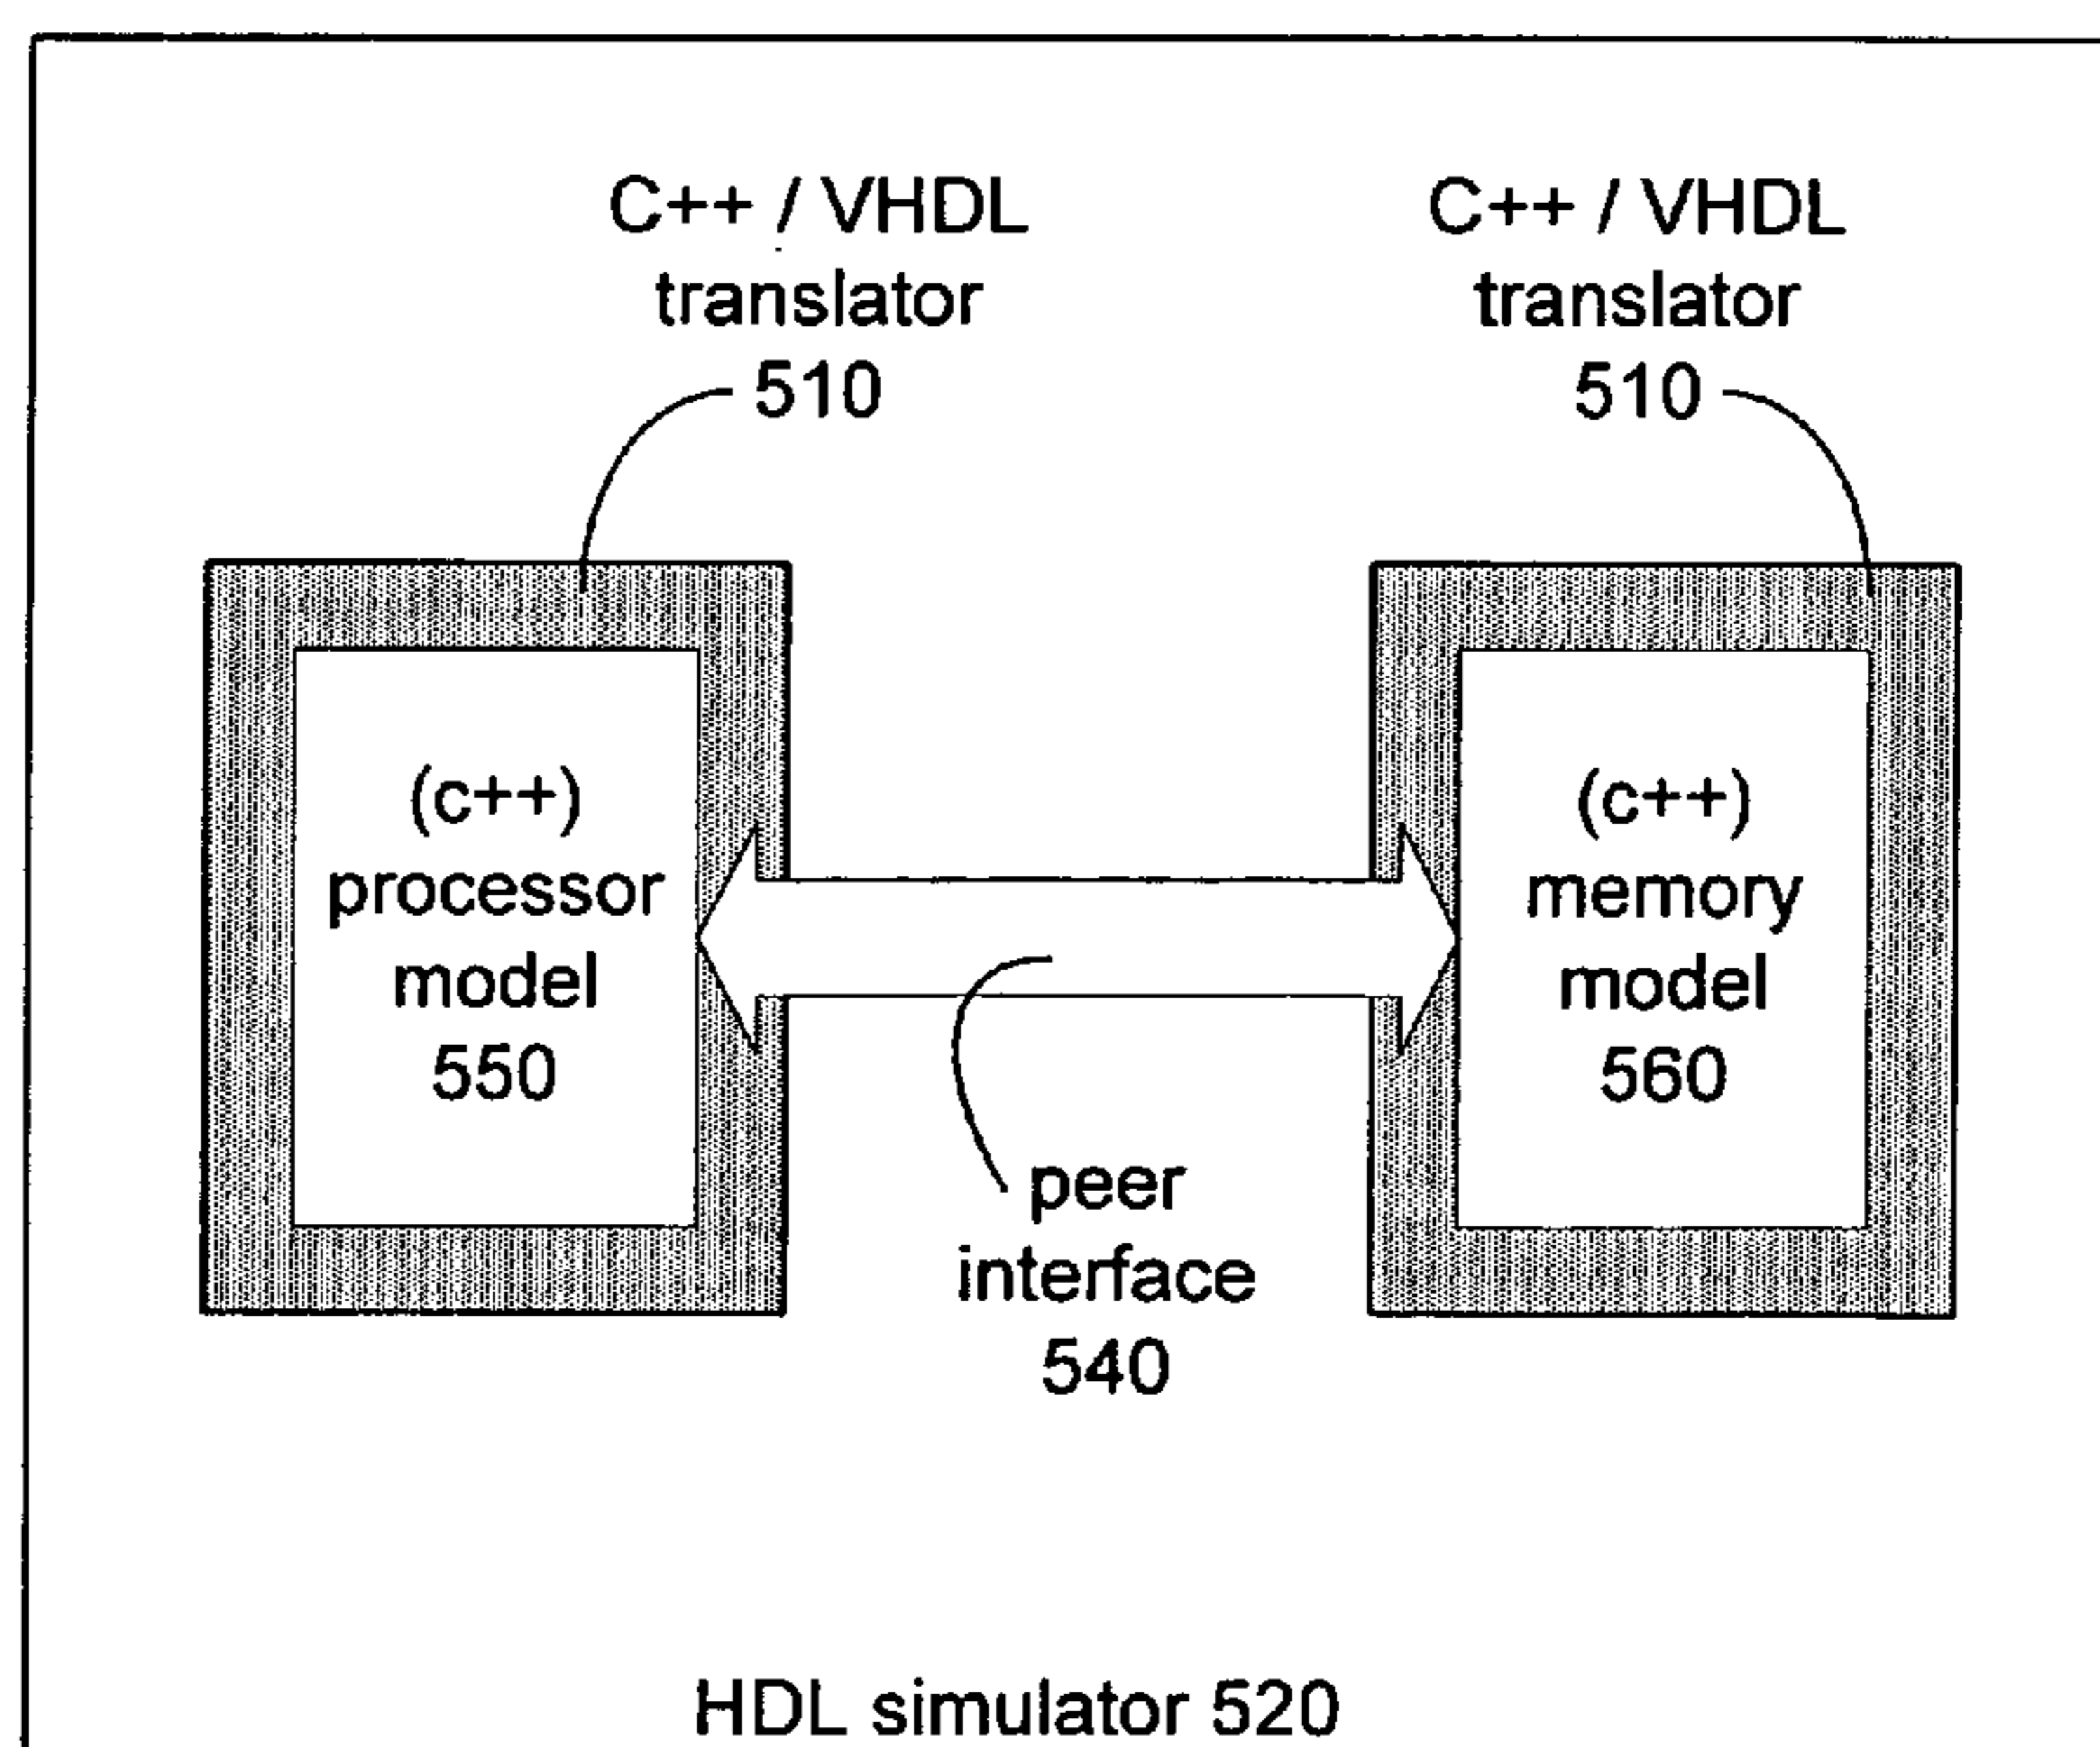 C++ / VHDL
translator
510
C++ / VHDL
translator
510
(c++)
processor
model
550
(c++)
memory
model
560
peer
interface
540
HDL simulator 520